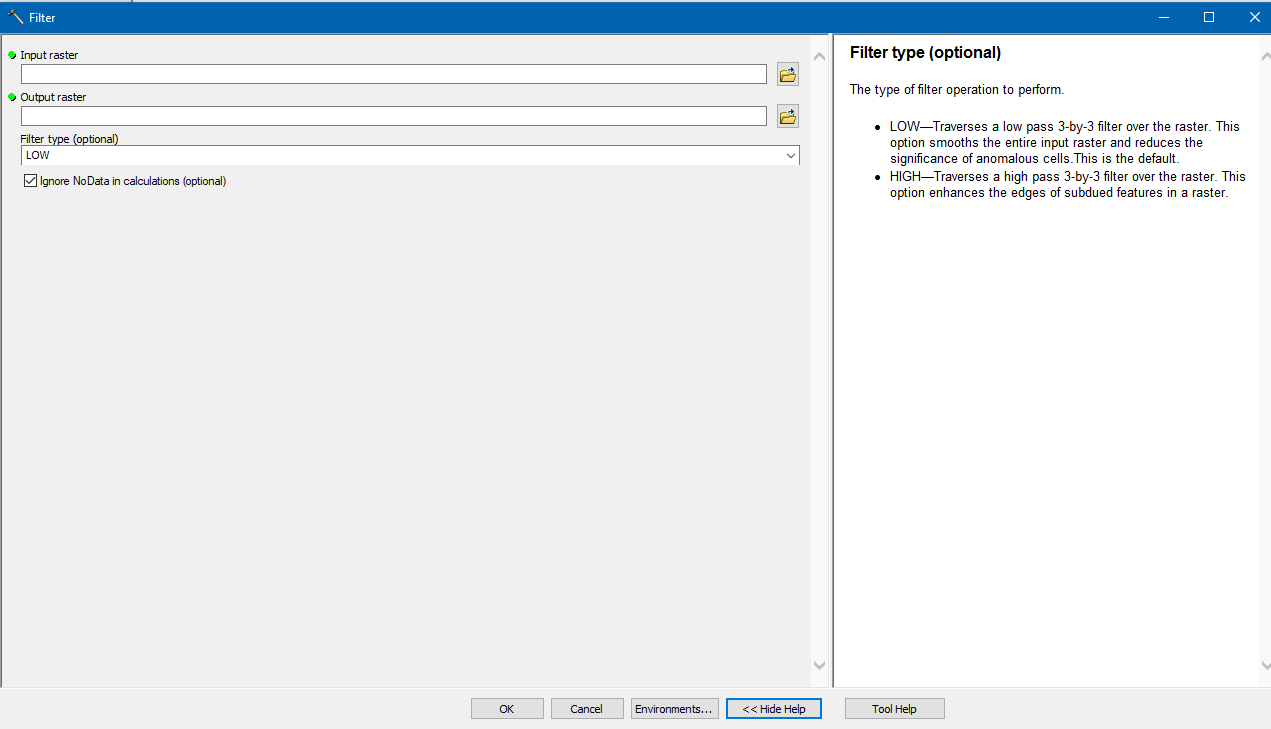 Filter
Input raster
Output raster
Filter type (optional)
LOW
Ignore NoData in calculations (optional)
Filter type (optional)
The type of filter operation to perform.
LOW—Traverses a low pass 3-by-3 filter over the raster. This
option smooths the entire input raster and reduces the
significance of anomalous cells.This is the default.
HIGH—Traverses a high pass 3-by-3 filter over the raster. This
option enhances the edges of subdued features in a raster.
OK
Cancel
Environments...
<< Hide Help
Tool Help